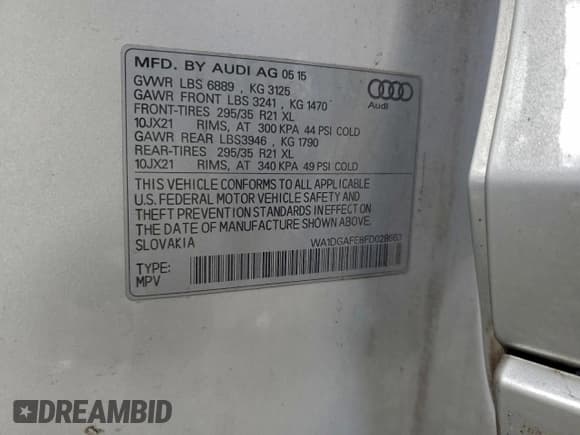 MFD. BY AUDI AG 05 15
GVWR LBS 6889 , KG 3125
GAWR FRONT LBS 3241 , KG 1470
FRONT-TIRES 295/35 R21 XL
10JX21 RIMS, AT 300 KPA 44 PSI COLD
GAWR REAR LBS3946 , KG 1790
REAR-TIRES 295/35 R21 XL
10JX21 RIMS, AT 340 KPA 49 PSI COLD
Audi
THIS VEHICLE CONFORMS TO ALL APPLICABLE
U.S. FEDERAL MOTOR VEHICLE SAFETY AND
THEFT PREVENTION STANDARDS IN EFFECT ON
THE DATE OF MANUFACTURE SHOWN ABOVE.
SLOVAKIA
TYPE:
MPV
DREAMBID